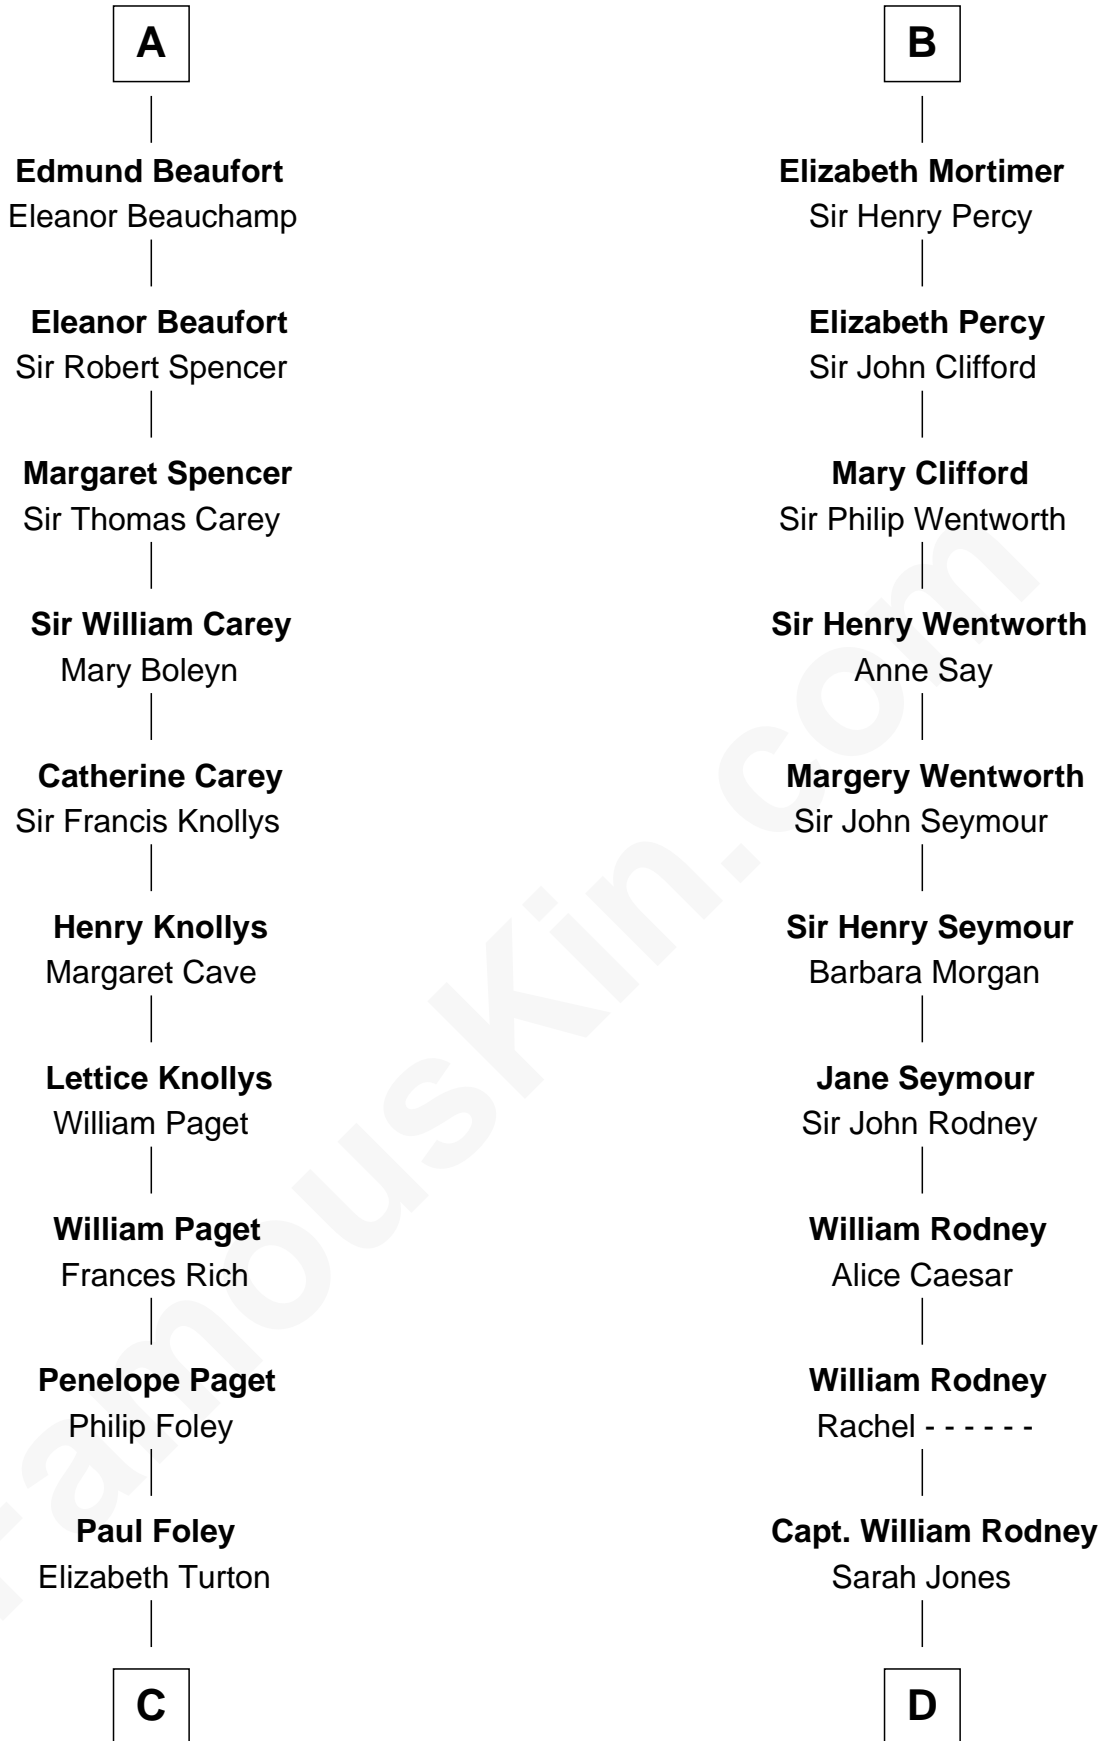 A
Edmund Beaufort
Eleanor Beauchamp
Eleanor Beaufort
Sir Robert Spencer
Margaret Spencer
Sir Thomas Carey
Sir William Carey
Mary Boleyn
Catherine Carey
Sir Francis Knollys
Henry Knollys
Margaret Cave
Lettice Knollys
William Paget
William Paget
Frances Rich
Penelope Paget
Philip Foley
Paul Foley
Elizabeth Turton
C
B
Elizabeth Mortimer
Sir Henry Percy
Elizabeth Percy
Sir John Clifford
Mary Clifford
Sir Philip Wentworth
Sir Henry Wentworth
Anne Say
Margery Wentworth
Sir John Seymour
Sir Henry Seymour
Barbara Morgan
Jane Seymour
Sir John Rodney
William Rodney
Alice Caesar
William Rodney
Rachel - - - - - -
Capt. William Rodney
Sarah Jones
D
FamousKin.com